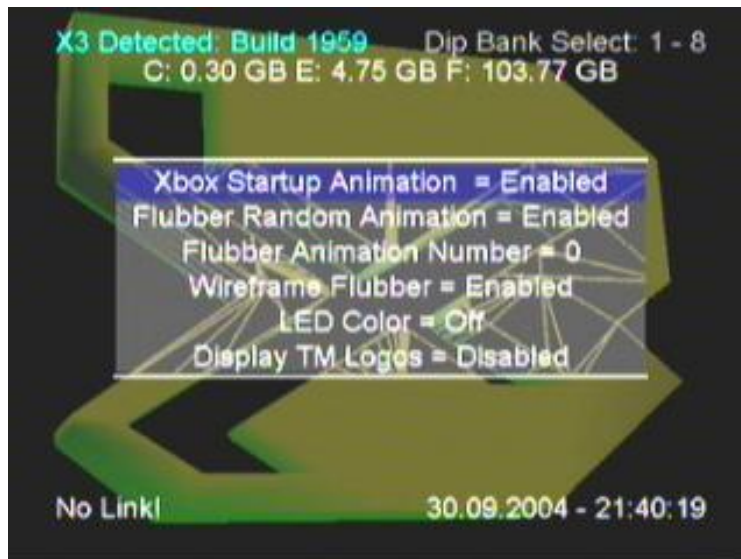 X3 Detected: Build 1959 Dip Bank Select: 1 - 8
C: 0.30 GB E: 4.75 GB F: 103.77 GB
Xbox Startup Animation = Enabled
Flubber Random Animation = Enabled
Flubber Animation Number = 0
Wireframe Flubber = Enabled
LED Color = Off
Display TM Logos = Disabled
No Link! 30.09.2004 - 21:40:19